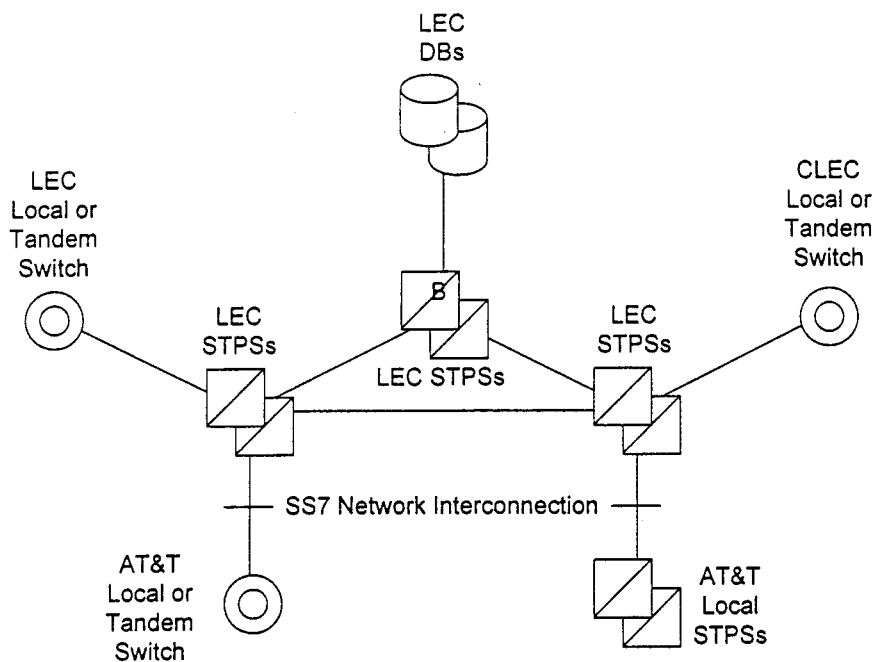 LEC
DBs
LEC
Local or
Tandem
Switch
CLEC
Local or
Tandem
Switch
B
LEC
STPSs
LEC
STPSs
LEC STPSs
SS7 Network Interconnection
AT&T
Local or
Tandem
Switch
AT&T
Local
STPSs